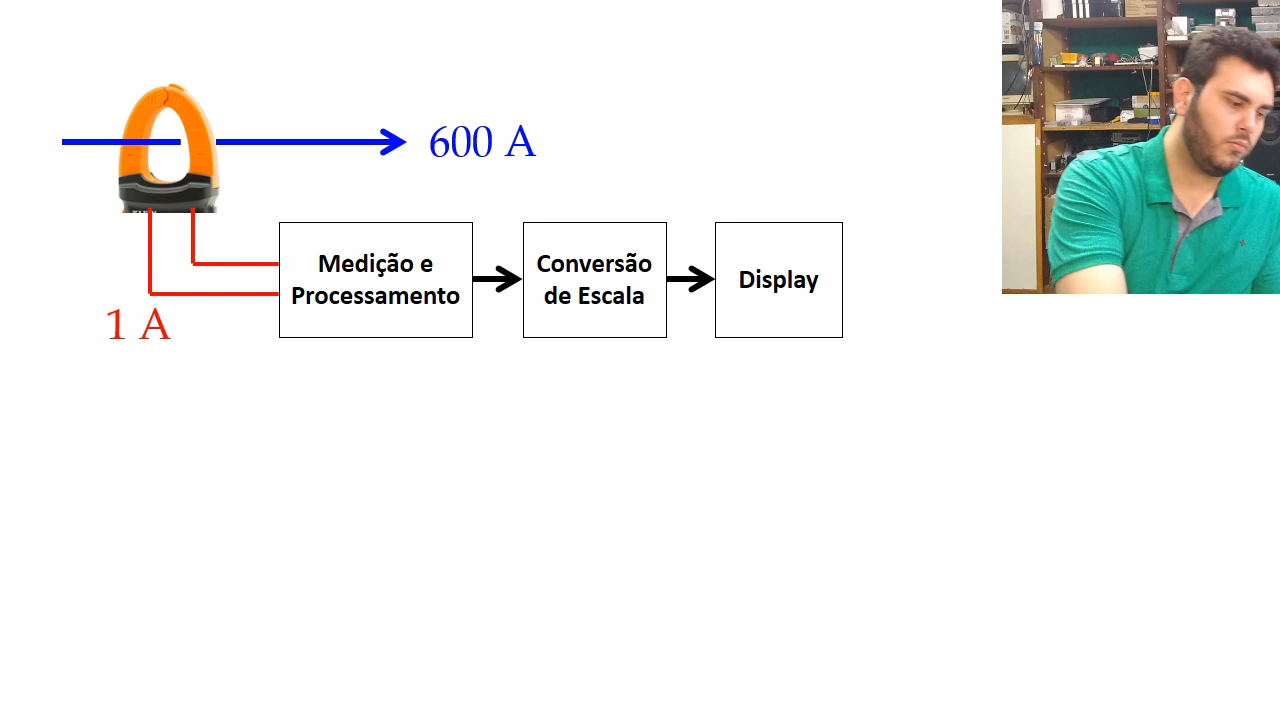 600 A
Medição e
Processamento
Conversão
de Escala
Display
1 A